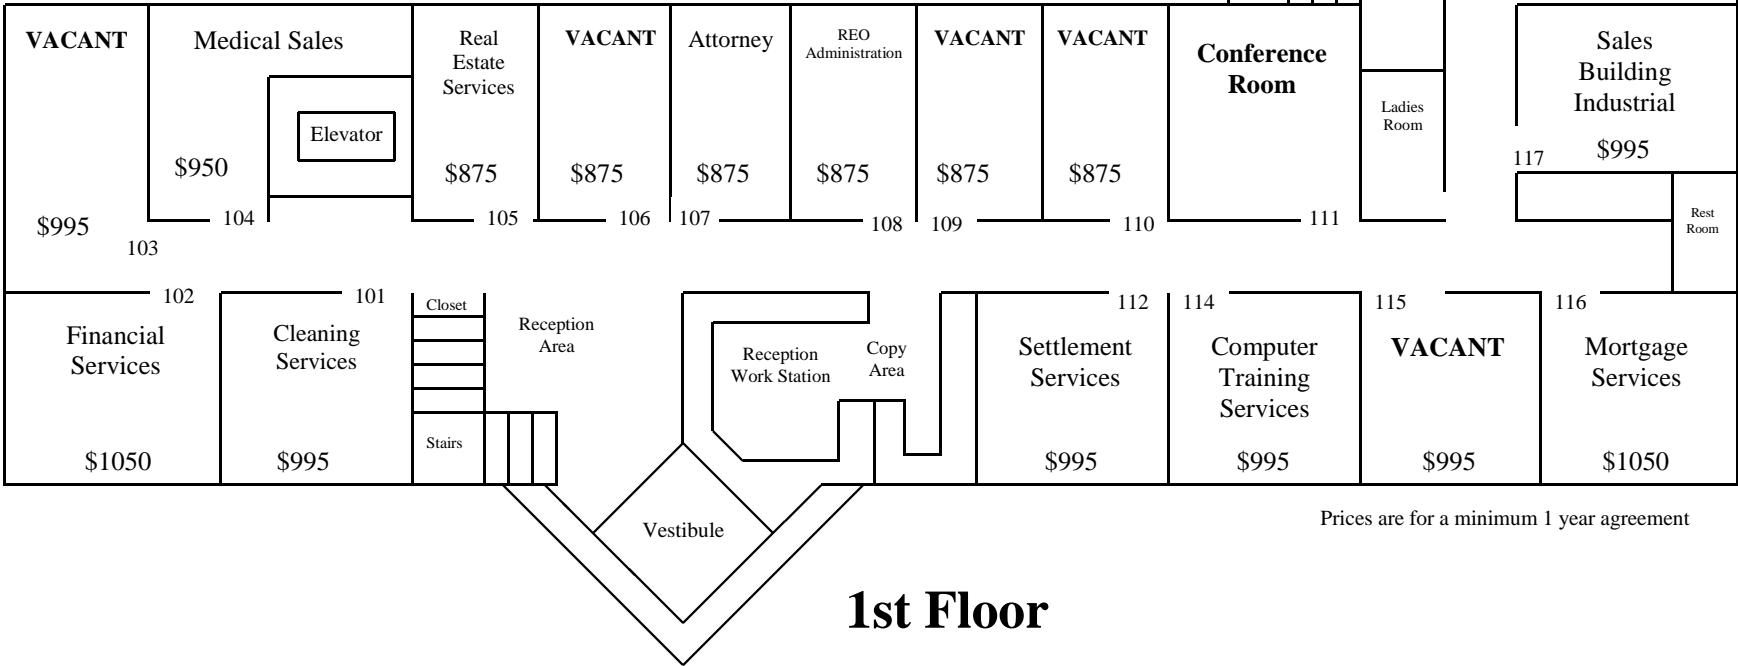 VACANT
Medical Sales
Real
Estate
Services
VACANT
Attorney
REO
Administration
VACANT
VACANT
Conference
Room
Ladies
Room
Sales
Building
Industrial
Elevator
$950
$875
$875
$875
$875
$875
$875
$995
117
$995
103
104
105
106
107
108
109
110
111
Rest
Room
102
101
Closet
Reception
Area
112
114
115
116
Financial
Services
Cleaning
Services
Reception
Work Station
Copy
Area
Settlement
Services
Computer
Training
Services
VACANT
Mortgage
Services
$1050
$995
Stairs
$995
$995
$995
$1050
Vestibule
Prices are for a minimum 1 year agreement
1st Floor